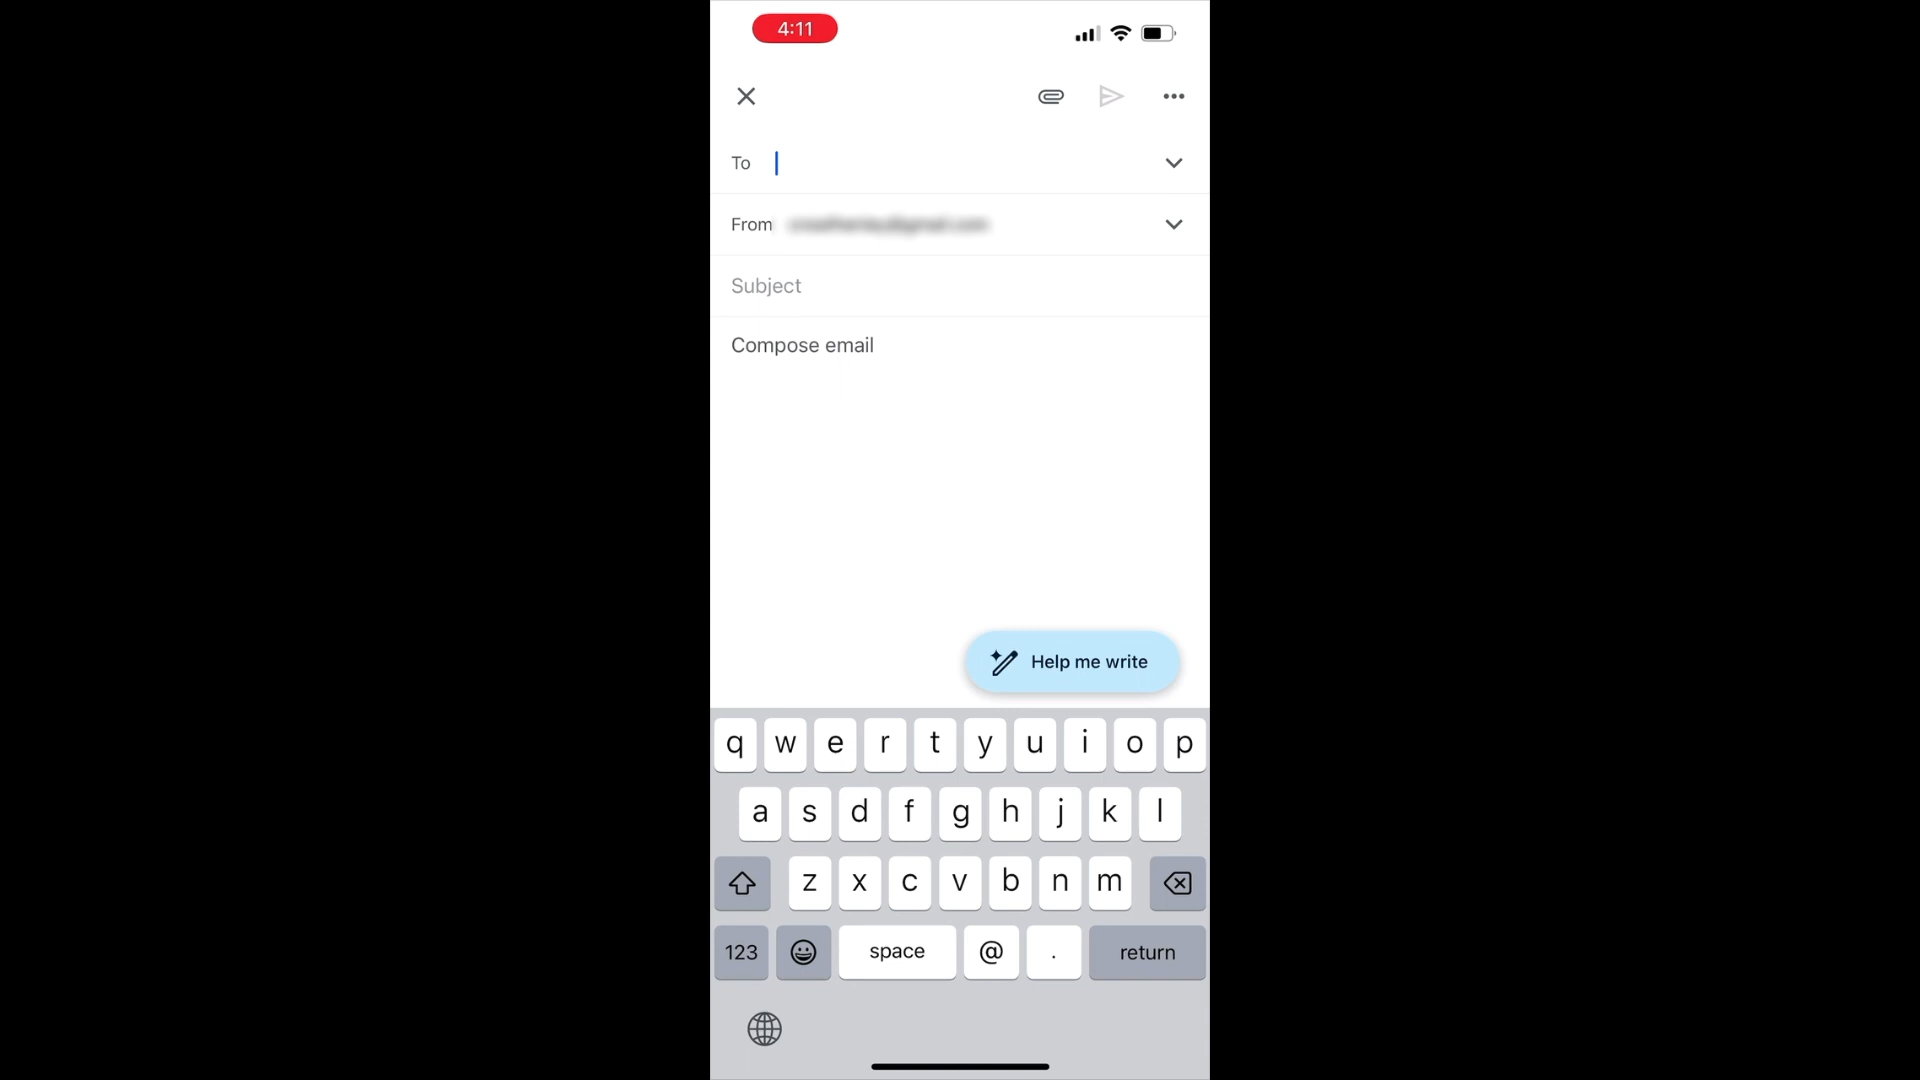 4:11
To
From
Subject
Compose email
Help me write
q w e r t y u i o p
a s d f g h j k l
z x c v b n m
123 space @ . return